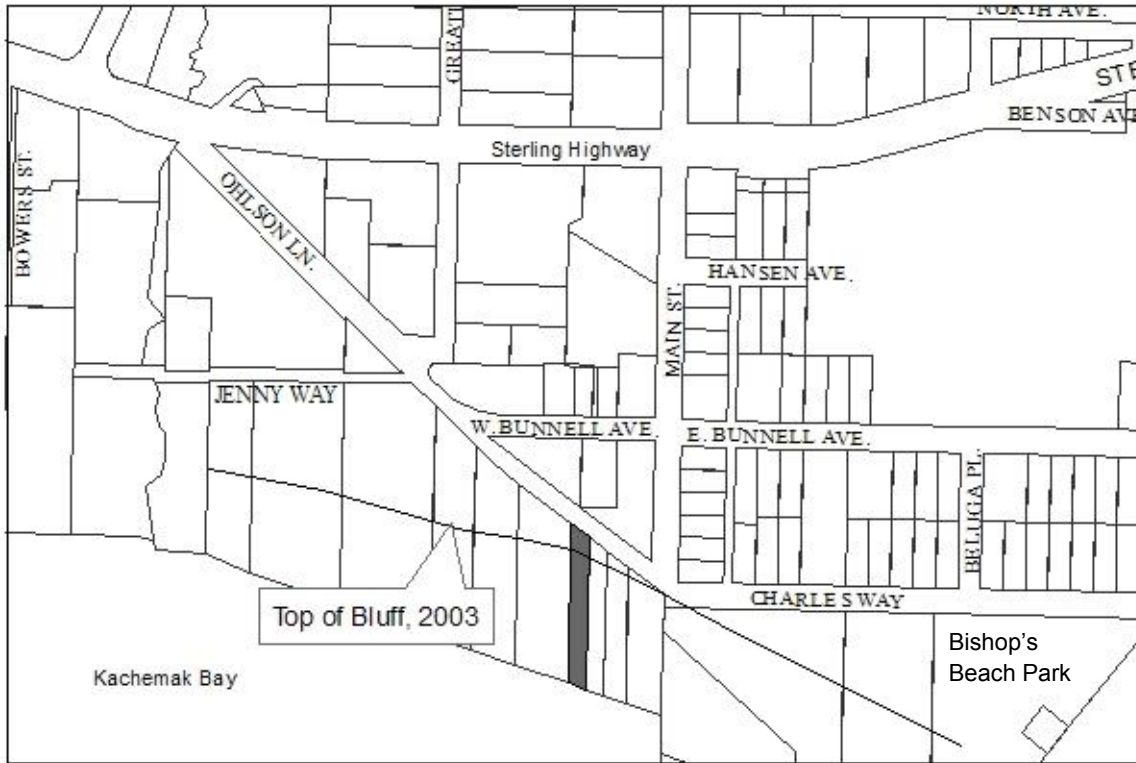 NORTH AVE.
GREAT
STE
BENSON AVE
Sterling Highway
BOWERS ST.
OHLSON LN.
HANSEN AVE.
MAIN ST.
JENNY WAY
W. BUNNELL AVE.
E. BUNNELL AVE.
BELUGA PL.
Top of Bluff, 2003
CHARLES WAY
Bishop's
Beach Park
Kachemak Bay